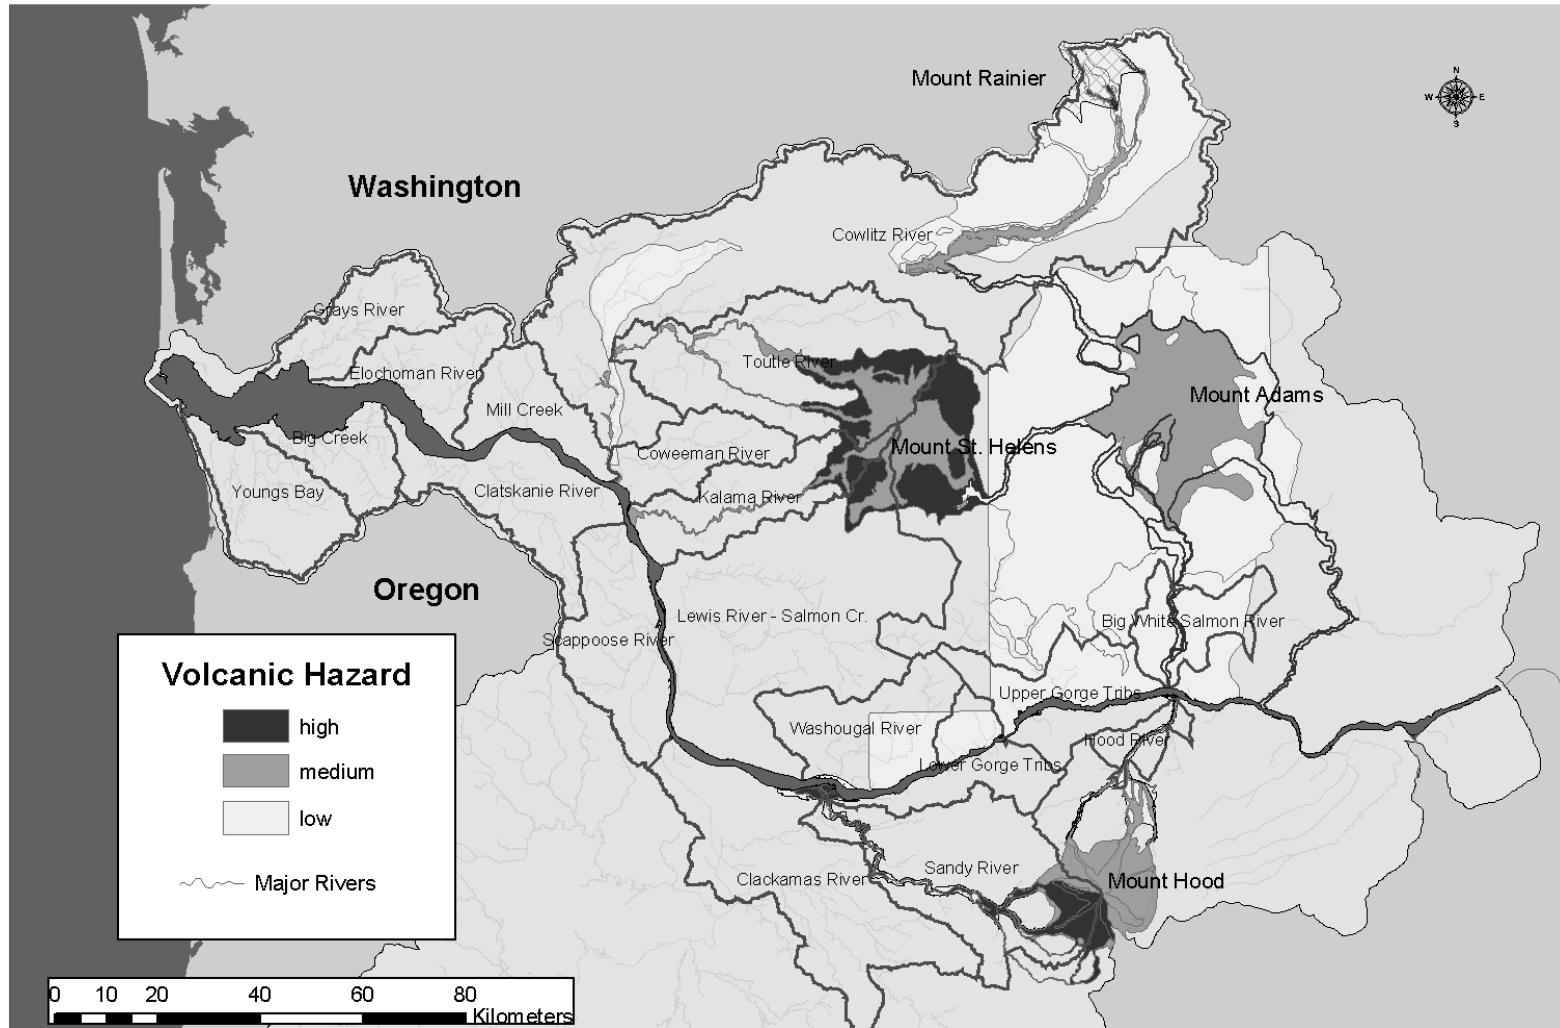 Mount Rainier
N
W
E
S
Washington
Cowlitz River
Grays River
Toutle River
Elochoman River
Mount Adams
Mill Creek
Big Creek
Mount St. Helens
Coweeman River
Youngs Bay
Clatskanie River
Kalama River
Oregon
Lewis River - Salmon Cr.
Big White Salmon River
Scappoose River
Upper Gorge Tribs
Washougal River
Hood River
Lower Gorge Tribs
Sandy River
Clackamas River
Mount Hood
Volcanic Hazard
high
medium
low
Major Rivers
0 10 20 40 60 80
Kilometers